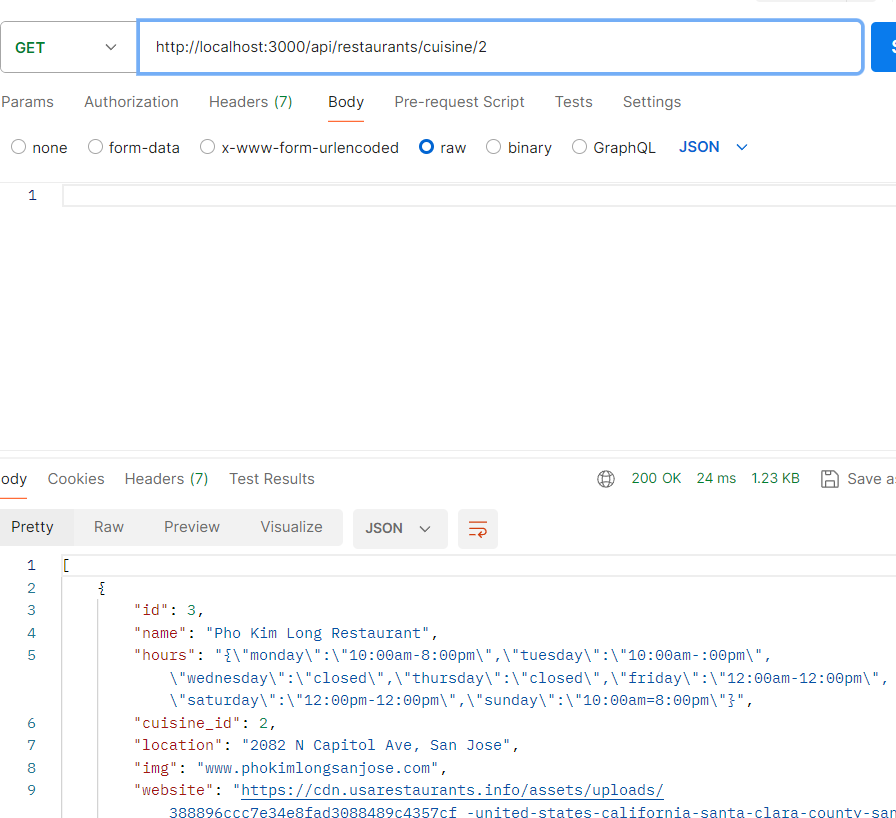 GET http://localhost:3000/api/restaurants/cuisine/2
Params Authorization Headers (7) Body Pre-request Script Tests Settings
none form-data x-www-form-urlencoded raw binary GraphQL JSON
1
ody Cookies Headers (7) Test Results 200 OK 24 ms 1.23 KB Save as
Pretty Raw Preview Visualize JSON
1 [
2 {
3 "id": 3,
4 "name": "Pho Kim Long Restaurant",
5 "hours": "{\"monday\":\"10:00am-8:00pm\",\"tuesday\":\"10:00am-:00pm\",
\"wednesday\":\"closed\",\"thursday\":\"closed\",\"friday\":\"12:00am-12:00pm\",
\"saturday\":\"12:00pm-12:00pm\",\"sunday\":\"10:00am=8:00pm\"}",
6 "cuisine_id": 2,
7 "location": "2082 N Capitol Ave, San Jose",
8 "img": "www.phokimlongsanjose.com",
9 "website": "https://cdn.usarestaurants.info/assets/uploads/
388896ccc7e34e8fad3088489c4357cf_-united-states-california-santa-clara-county-san